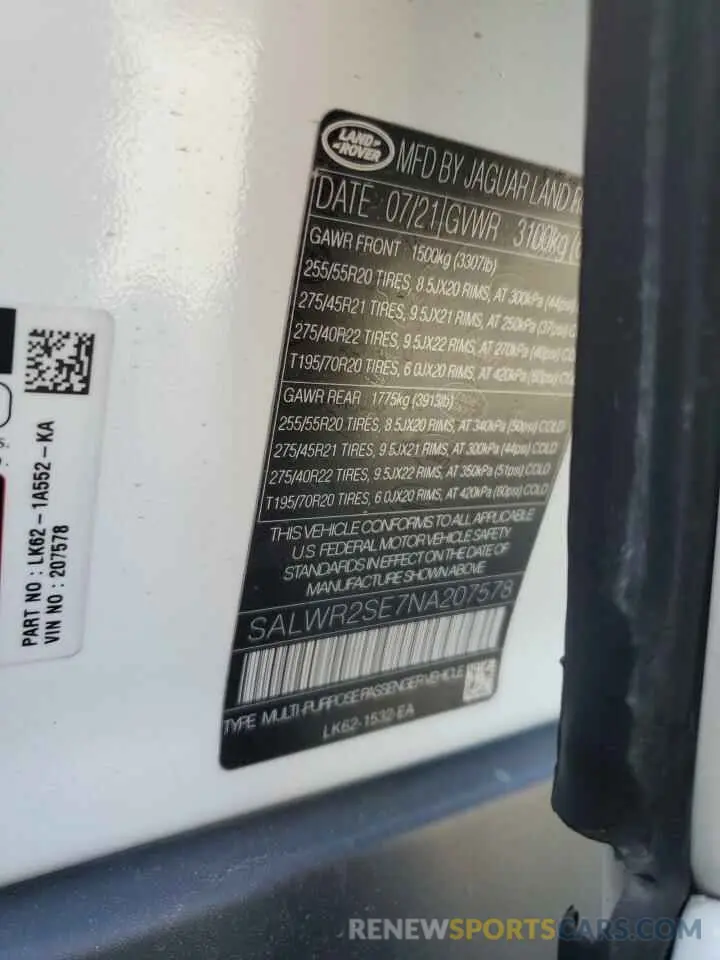 LAND
ROVER
MFD BY JAGUAR LAND
DATE 07/21 GVWR 3100kg
GAWR FRONT 1500kg (3307lb)
255/55R20 TIRES, 8.5JX20 RIMS, AT 300kPa (44psi)
275/45R21 TIRES, 9.5JX21 RIMS, AT 250kPa (37psi)
275/40R22 TIRES, 9.5JX22 RIMS, AT 270kPa (40psi)
T195/70R20 TIRES, 6.0JX20 RIMS, AT 420kPa (60psi)
GAWR REAR 1775kg (3913lb)
255/55R20 TIRES, 8.5JX20 RIMS, AT 340kPa (50psi) COLD
275/45R21 TIRES, 9.5JX21 RIMS, AT 300kPa (44psi) COLD
275/40R22 TIRES, 9.5JX22 RIMS, AT 350kPa (51psi) COLD
T195/70R20 TIRES, 6.0JX20 RIMS, AT 420kPa (60psi) COLD
THIS VEHICLE CONFORMS TO ALL APPLICABLE
U.S. FEDERAL MOTOR VEHICLE SAFETY
STANDARDS IN EFFECT ON THE DATE OF
MANUFACTURE SHOWN ABOVE
SALWR2SE7NA207578
TYPE MULTI-PURPOSE PASSENGER VEHICLE
LK62-1532-EA
PART NO : LK62-1A552-KA
VIN NO : 207578
RENEWSPORTSCARS.COM